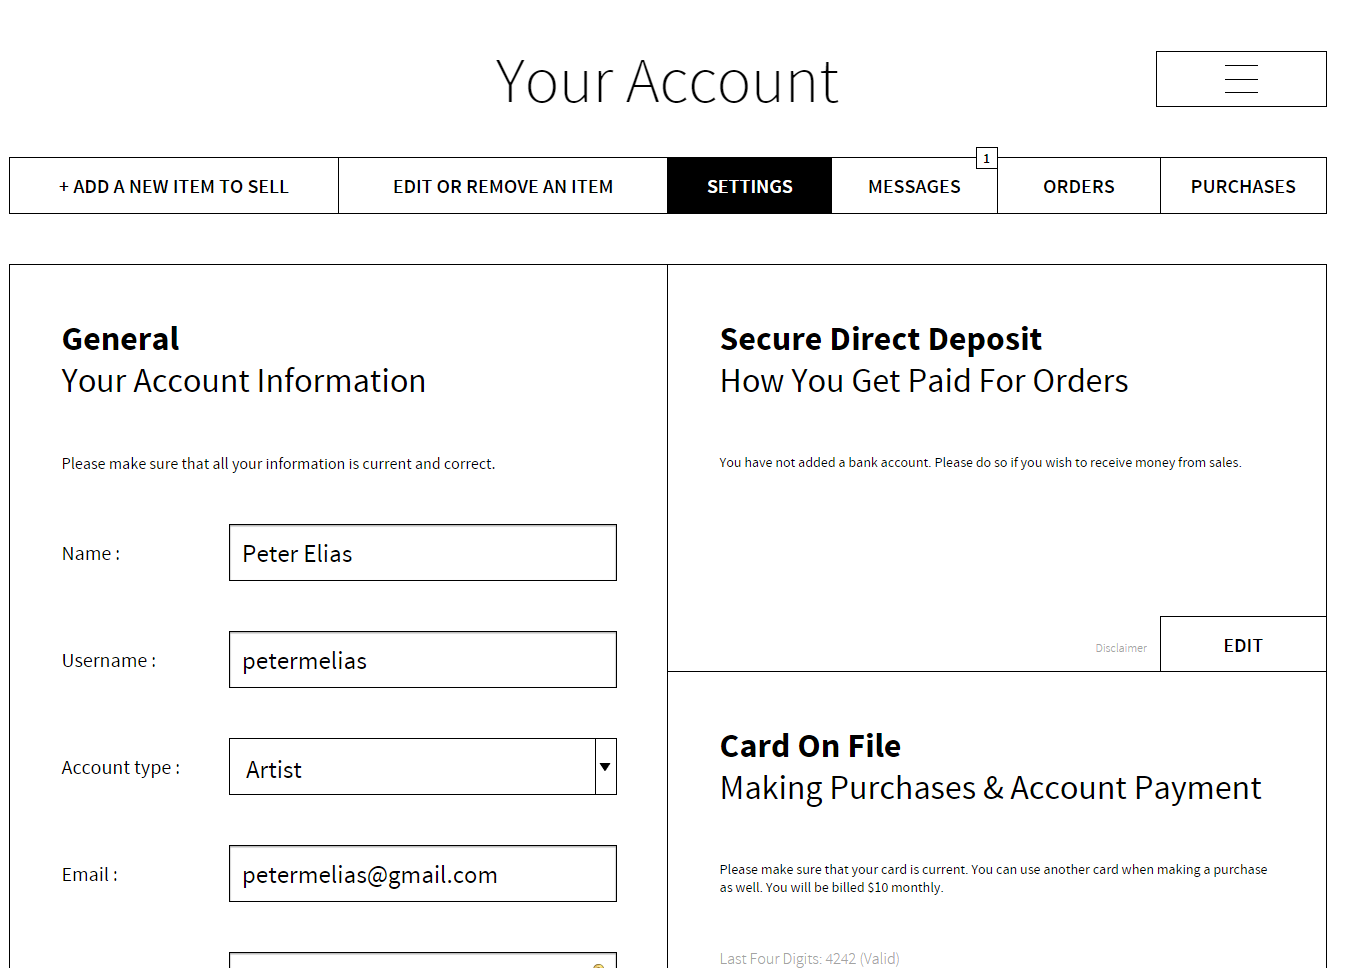 Your Account
+ ADD A NEW ITEM TO SELL
EDIT OR REMOVE AN ITEM
SETTINGS
MESSAGES
1
ORDERS
PURCHASES
General
Your Account Information
Please make sure that all your information is current and correct.
Name :
Peter Elias
Username :
petermelias
Account type :
Artist
Email :
petermelias@gmail.com
Secure Direct Deposit
How You Get Paid For Orders
You have not added a bank account. Please do so if you wish to receive money from sales.
Disclaimer
EDIT
Card On File
Making Purchases & Account Payment
Please make sure that your card is current. You can use another card when making a purchase
as well. You will be billed $10 monthly.
Last Four Digits: 4242 (Valid)